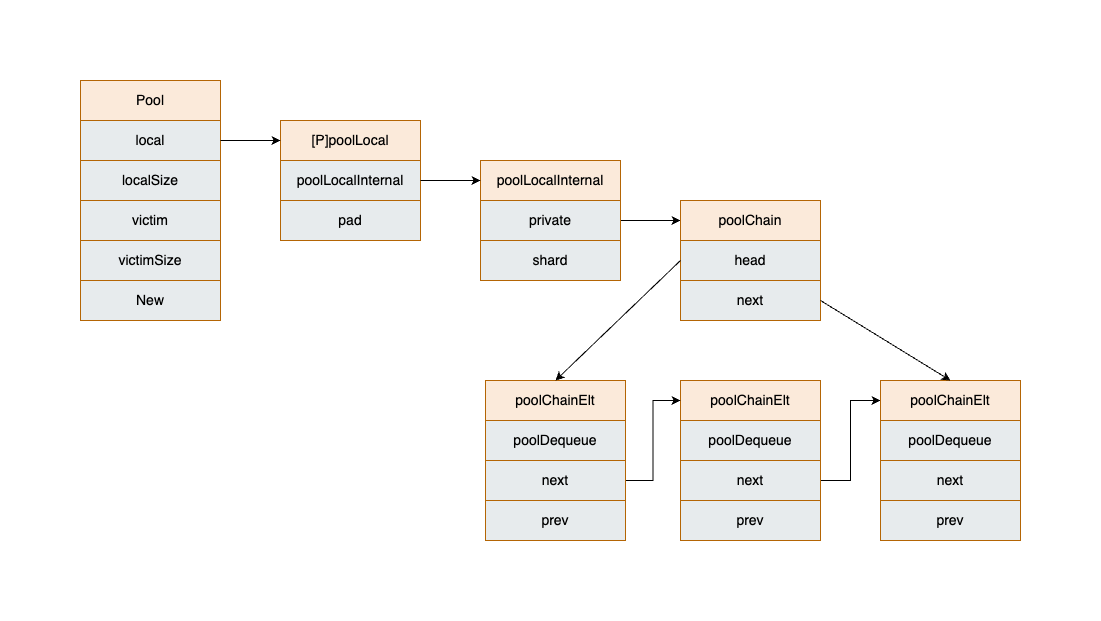 Pool
local
localSize
victim
victimSize
New
[P]poolLocal
poolLocalInternal
pad
poolLocalInternal
private
shard
poolChain
head
next
poolChainElt
poolDequeue
next
prev
poolChainElt
poolDequeue
next
prev
poolChainElt
poolDequeue
next
prev